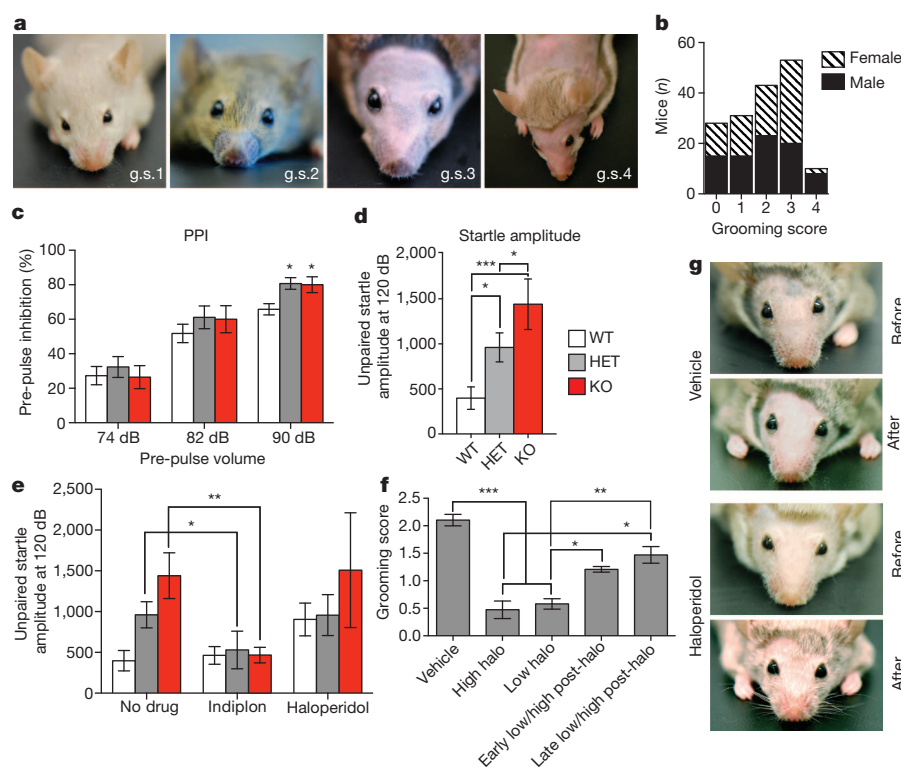 a
g.s.1
g.s.2
g.s.3
g.s.4
b
60
40
20
0
Mice (n)
0 1 2 3 4
Grooming score
Female
Male
c
PPI
100
80
60
40
20
0
Pre-pulse inhibition (%)
* *
74 dB 82 dB 90 dB
Pre-pulse volume
d
Startle amplitude
2,000
1,500
1,000
500
0
Unpaired startle
amplitude at 120 dB
*
***
*
WT HET KO
WT
HET
KO
e
2,500
2,000
1,500
1,000
500
0
Unpaired startle
amplitude at 120 dB
**
*
No drug Indiplon Haloperidol
f
2.5
2.0
1.5
1.0
0.5
0.0
Grooming score
*** **
*
*
Vehicle
High halo
Low halo
Early low/high post-halo
Late low/high post-halo
g
Vehicle
Before
After
Haloperidol
Before
After